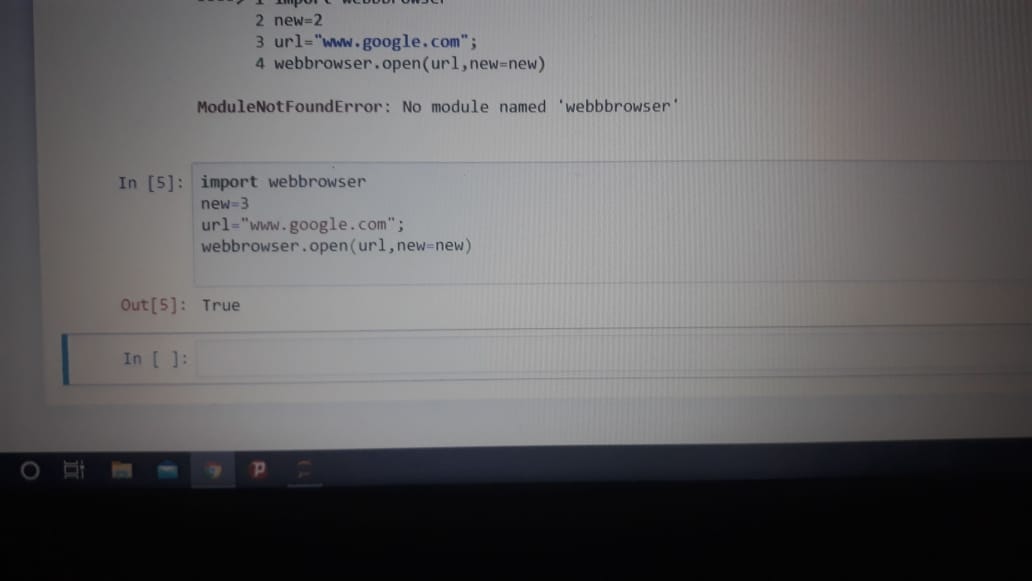 2 new=2
3 url="www.google.com";
4 webbrowser.open(url,new=new)
ModuleNotFoundError: No module named 'webbbrowser'
In [5]: import webbrowser
new=3
url="www.google.com";
webbrowser.open(url,new=new)
Out[5]: True
In [ ]: